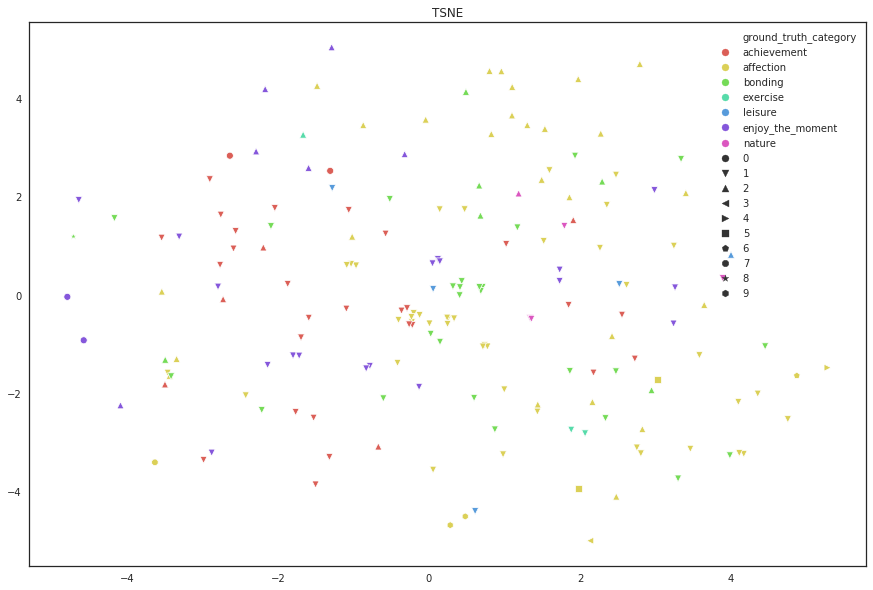 TSNE
ground_truth_category
achievement
affection
bonding
exercise
leisure
enjoy_the_moment
nature
0
1
2
3
4
5
6
7
8
9
4
2
0
−2
−4
−4
−2
0
2
4